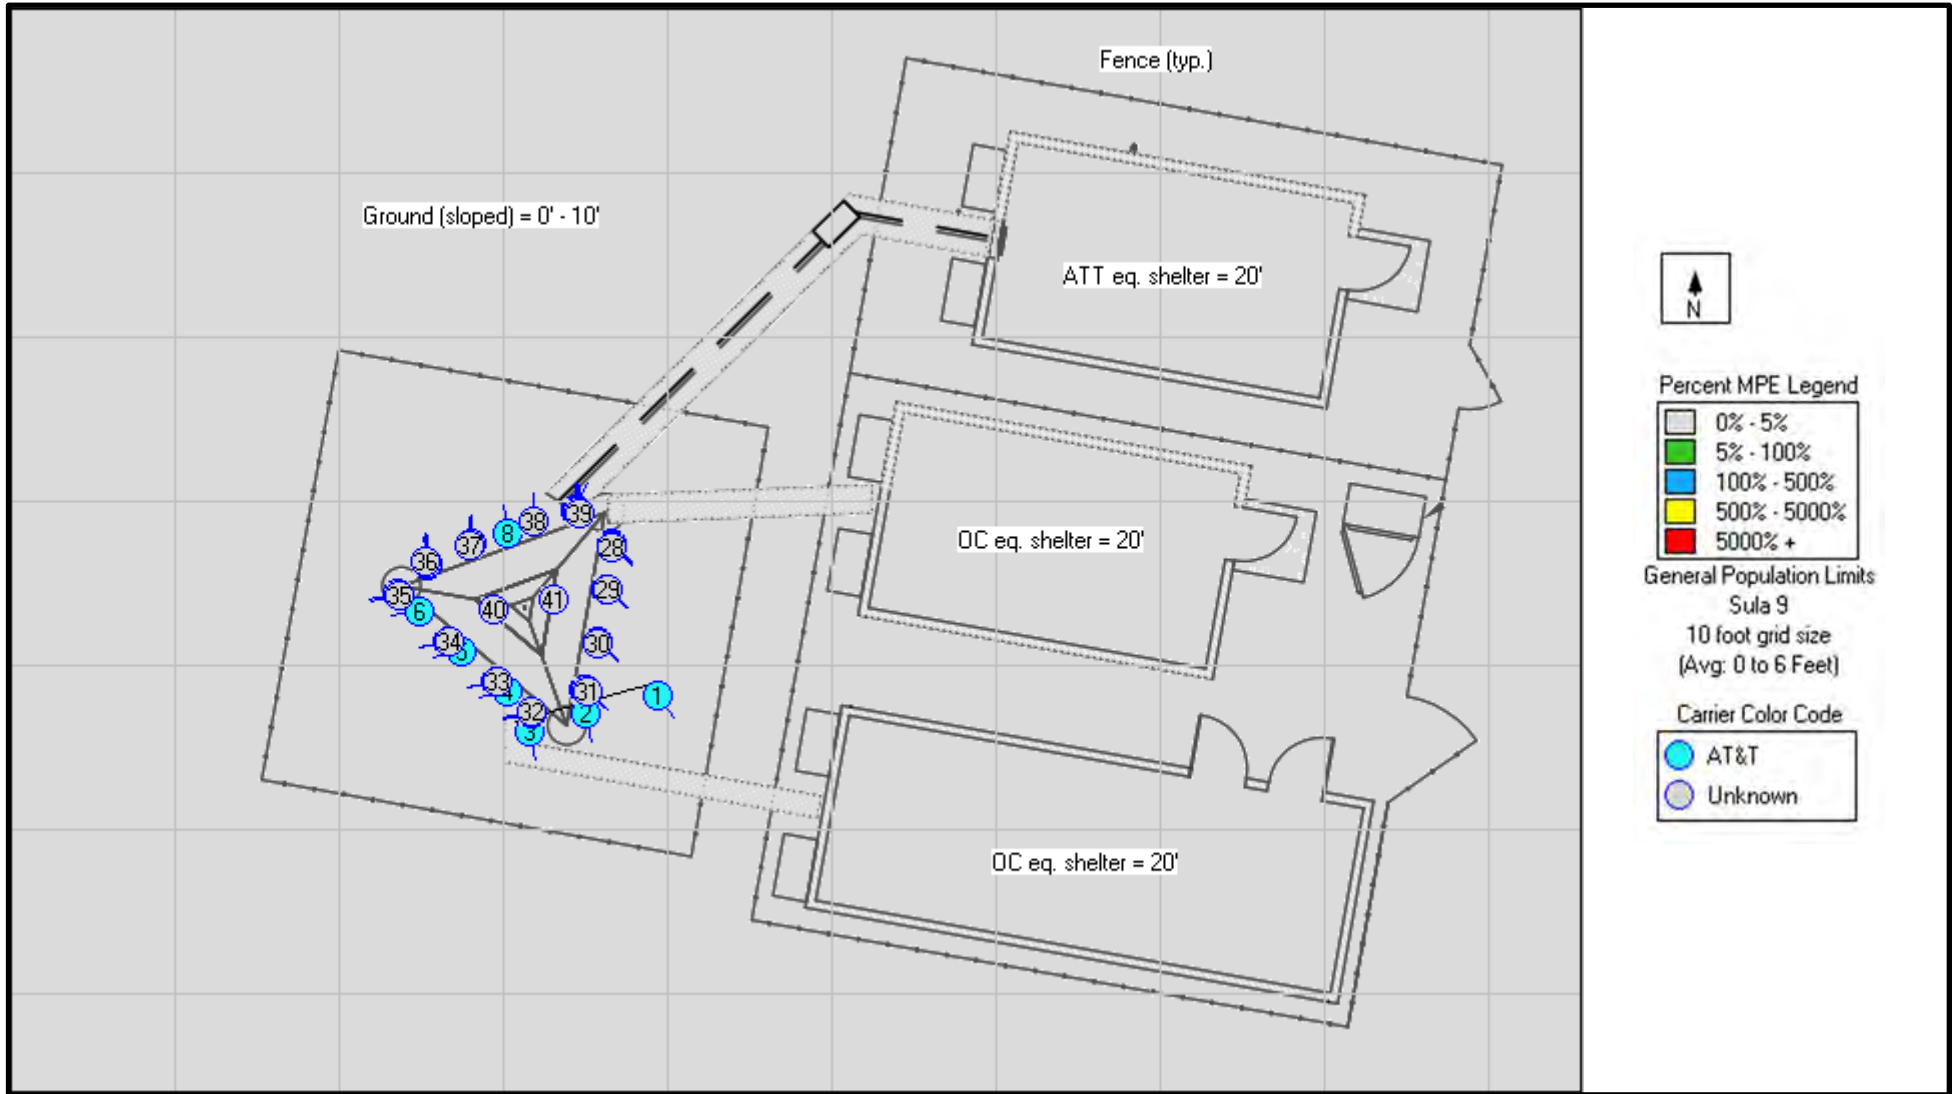 Fence (typ.)
Ground (sloped) = 0' - 10'
ATT eq. shelter = 20'
OC eq. shelter = 20'
OC eq. shelter = 20'
39
38
8
37
36
35
6
34
5
33
4
32
3
28
29
30
31
2
1
40
41
N
Percent MPE Legend
0% - 5%
5% - 100%
100% - 500%
500% - 5000%
5000% +
General Population Limits
Sula 9
10 foot grid size
(Avg: 0 to 6 Feet)
Carrier Color Code
AT&T
Unknown